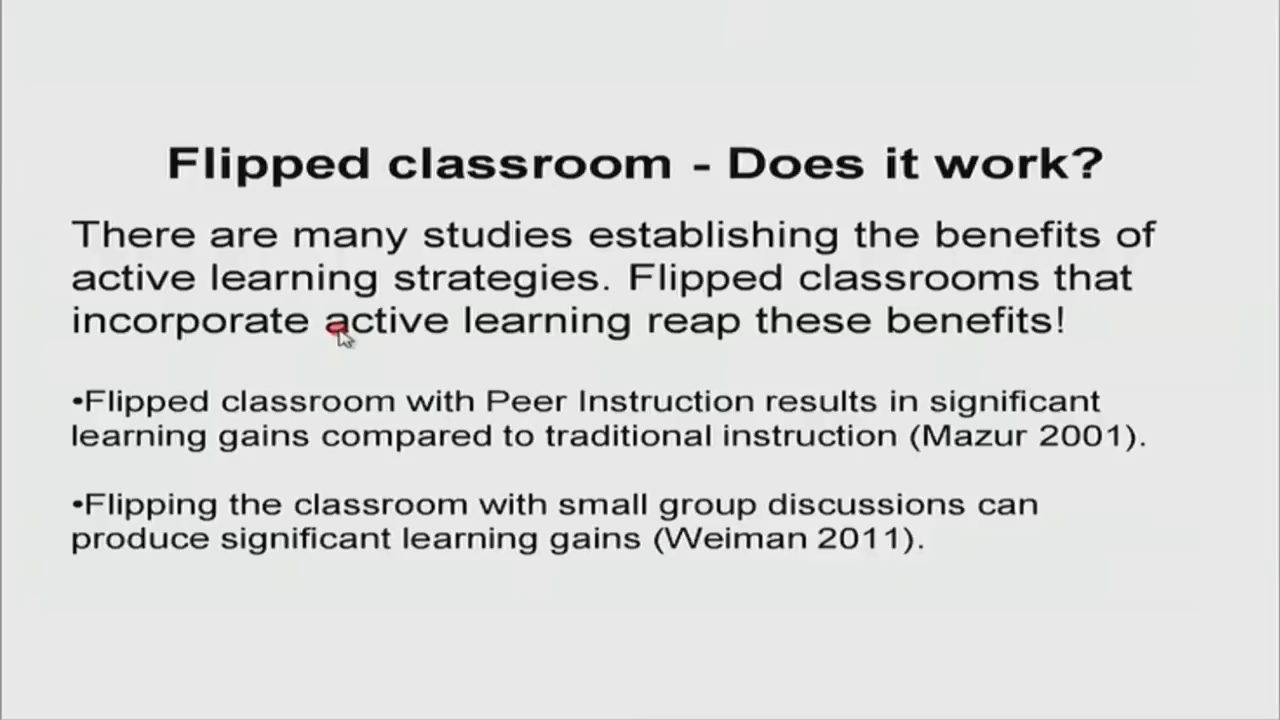 Flipped classroom - Does it work?
There are many studies establishing the benefits of
active learning strategies. Flipped classrooms that
incorporate active learning reap these benefits!
•Flipped classroom with Peer Instruction results in significant
learning gains compared to traditional instruction (Mazur 2001).
•Flipping the classroom with small group discussions can
produce significant learning gains (Weiman 2011).